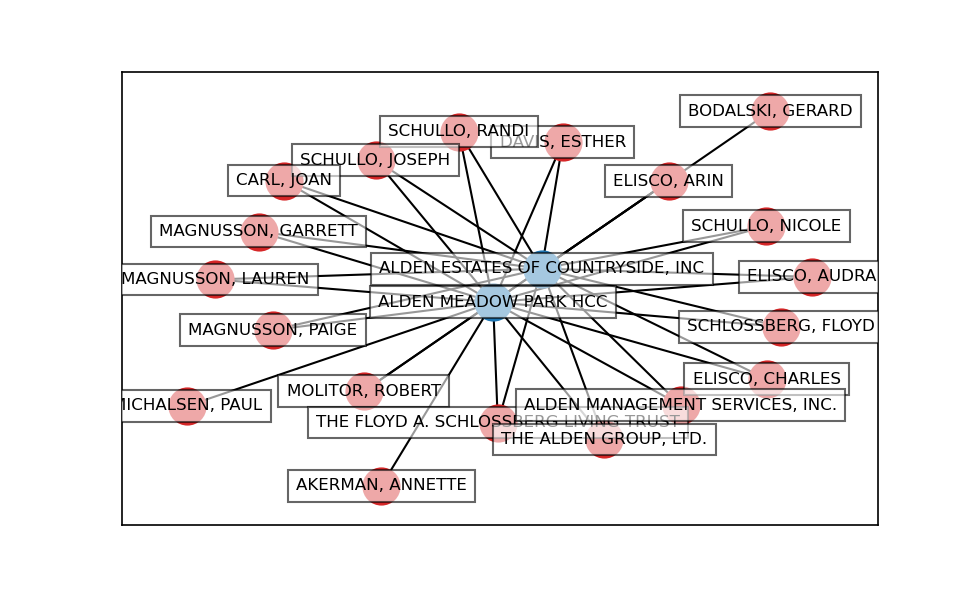 BODALSKI, GERARD
SCHULLO, RANDI
DAVIS, ESTHER
SCHULLO, JOSEPH
CARL, JOAN
ELISCO, ARIN
MAGNUSSON, GARRETT
SCHULLO, NICOLE
ALDEN ESTATES OF COUNTRYSIDE, INC
MAGNUSSON, LAUREN
ELISCO, AUDRA
ALDEN MEADOW PARK HCC
MAGNUSSON, PAIGE
SCHLOSSBERG, FLOYD
ELISCO, CHARLES
MOLITOR, ROBERT
MICHALSEN, PAUL
ALDEN MANAGEMENT SERVICES, INC.
THE FLOYD A. SCHLOSSBERG LIVING TRUST
THE ALDEN GROUP, LTD.
AKERMAN, ANNETTE